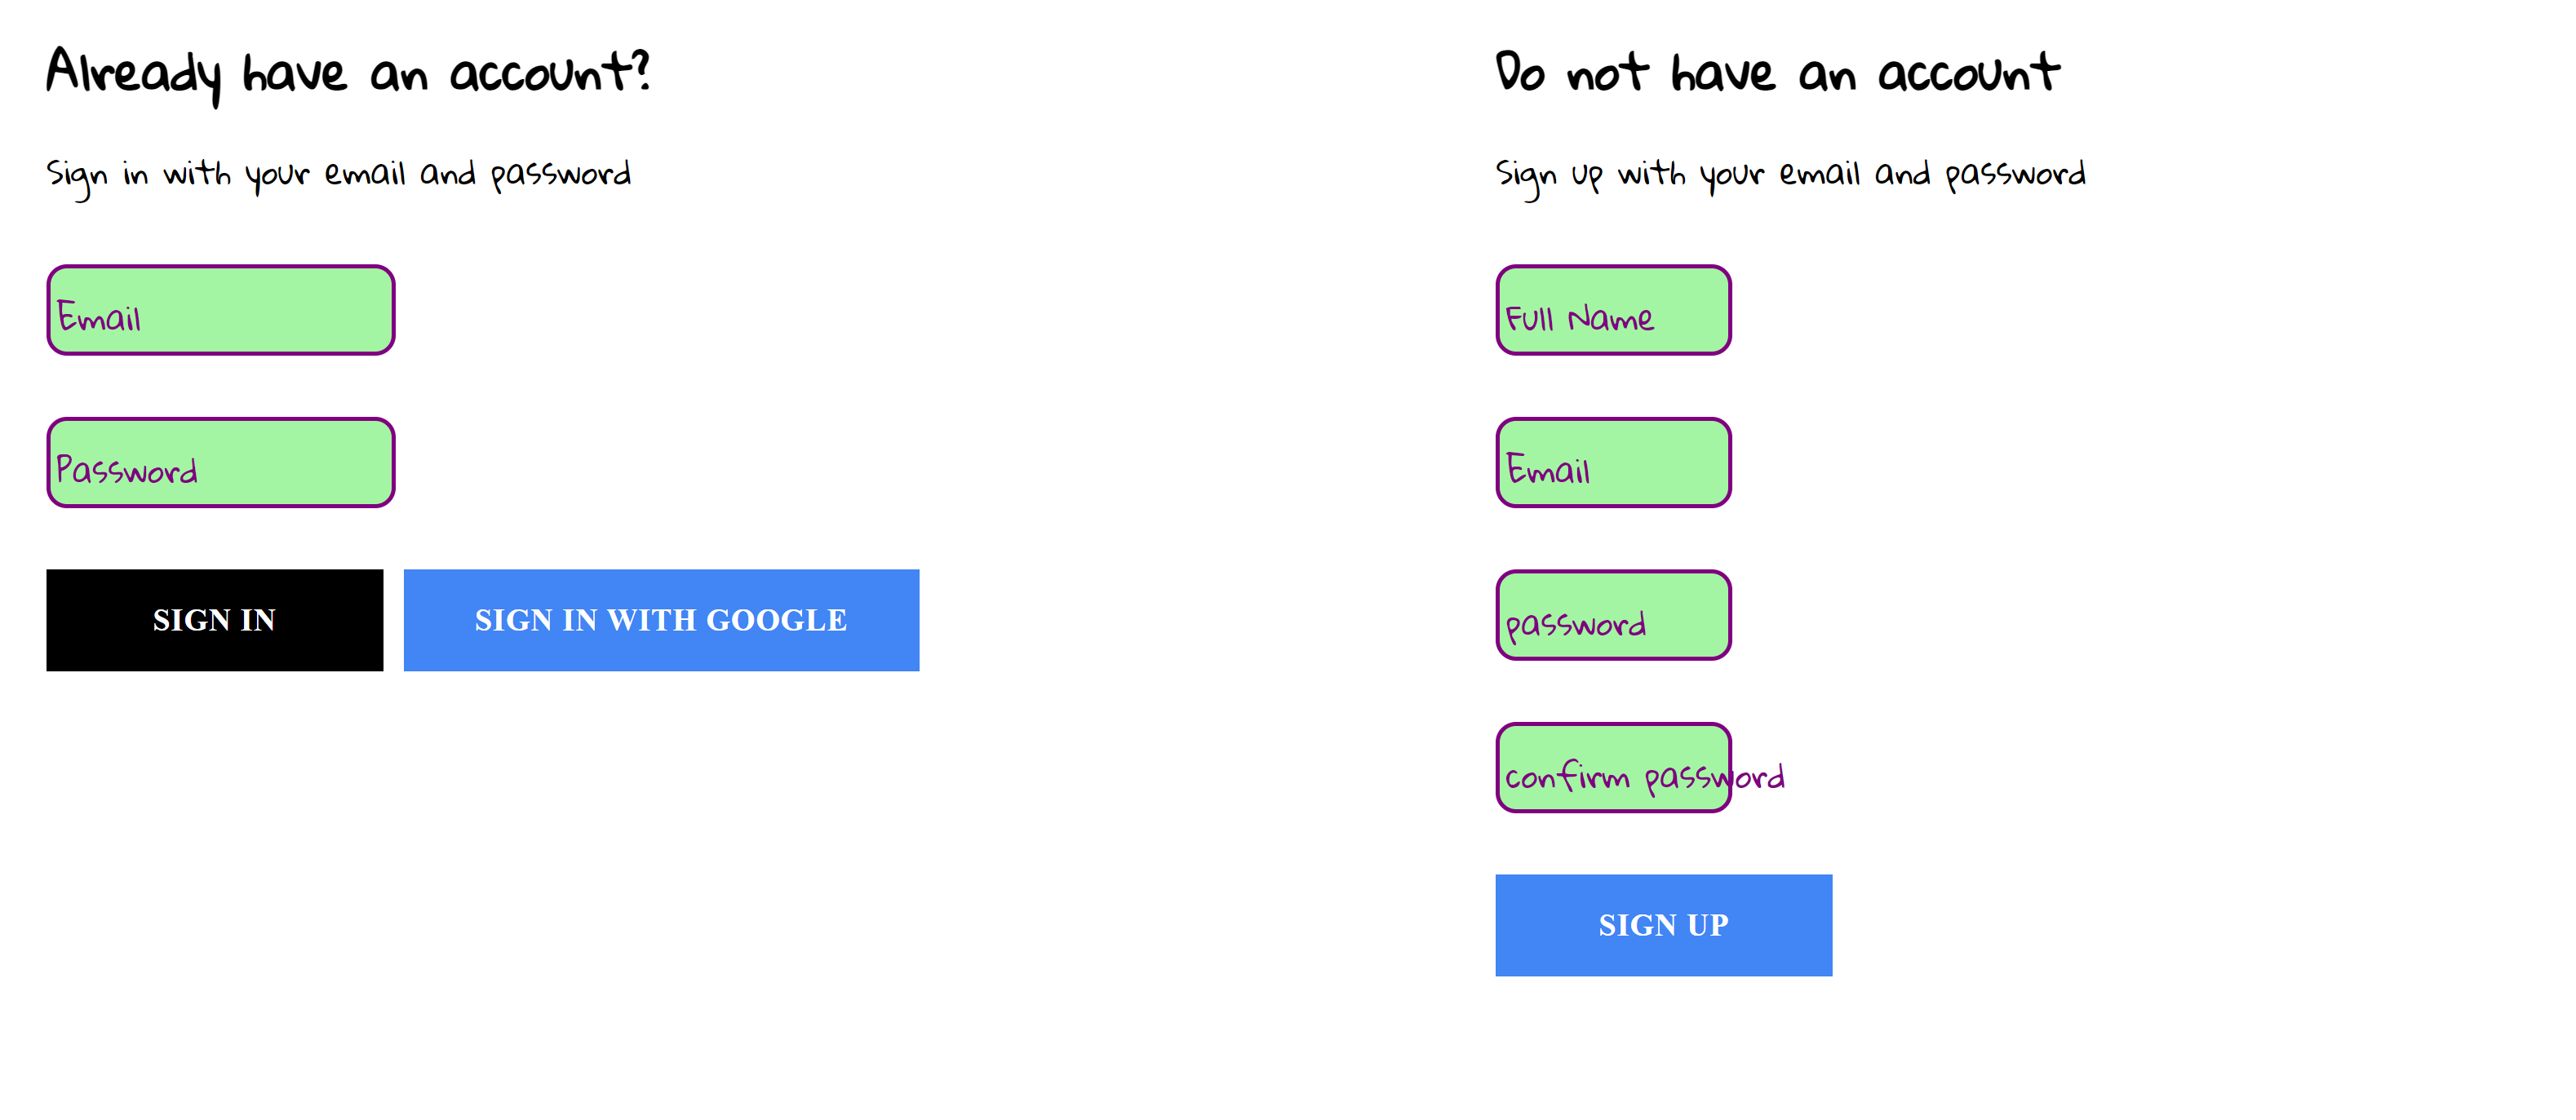 Already have an account?
Sign in with your email and password
Email
Password
SIGN IN
SIGN IN WITH GOOGLE
Do not have an account
Sign up with your email and password
Full Name
Email
password
confirm password
SIGN UP